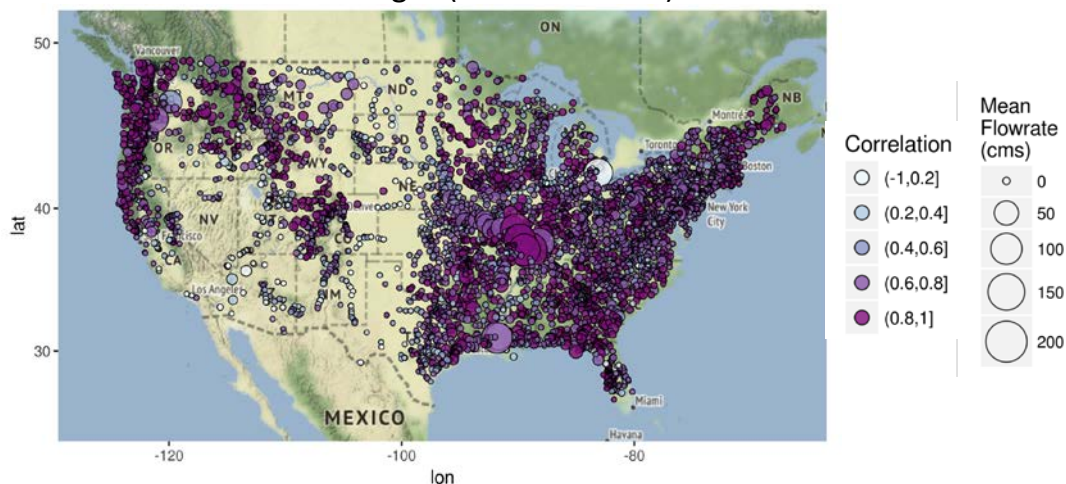 50
40
30
lat
-120
-100
-80
lon
Vancouver
ON
MT
ND
NB
Montréal
OR
WY
Toronto
Boston
NE
New York
City
NV
Los Angeles
NM
MEXICO
Miami
Havana
Correlation
(-1,0.2]
(0.2,0.4]
(0.4,0.6]
(0.6,0.8]
(0.8,1]
Mean
Flowrate
(cms)
0
50
100
150
200